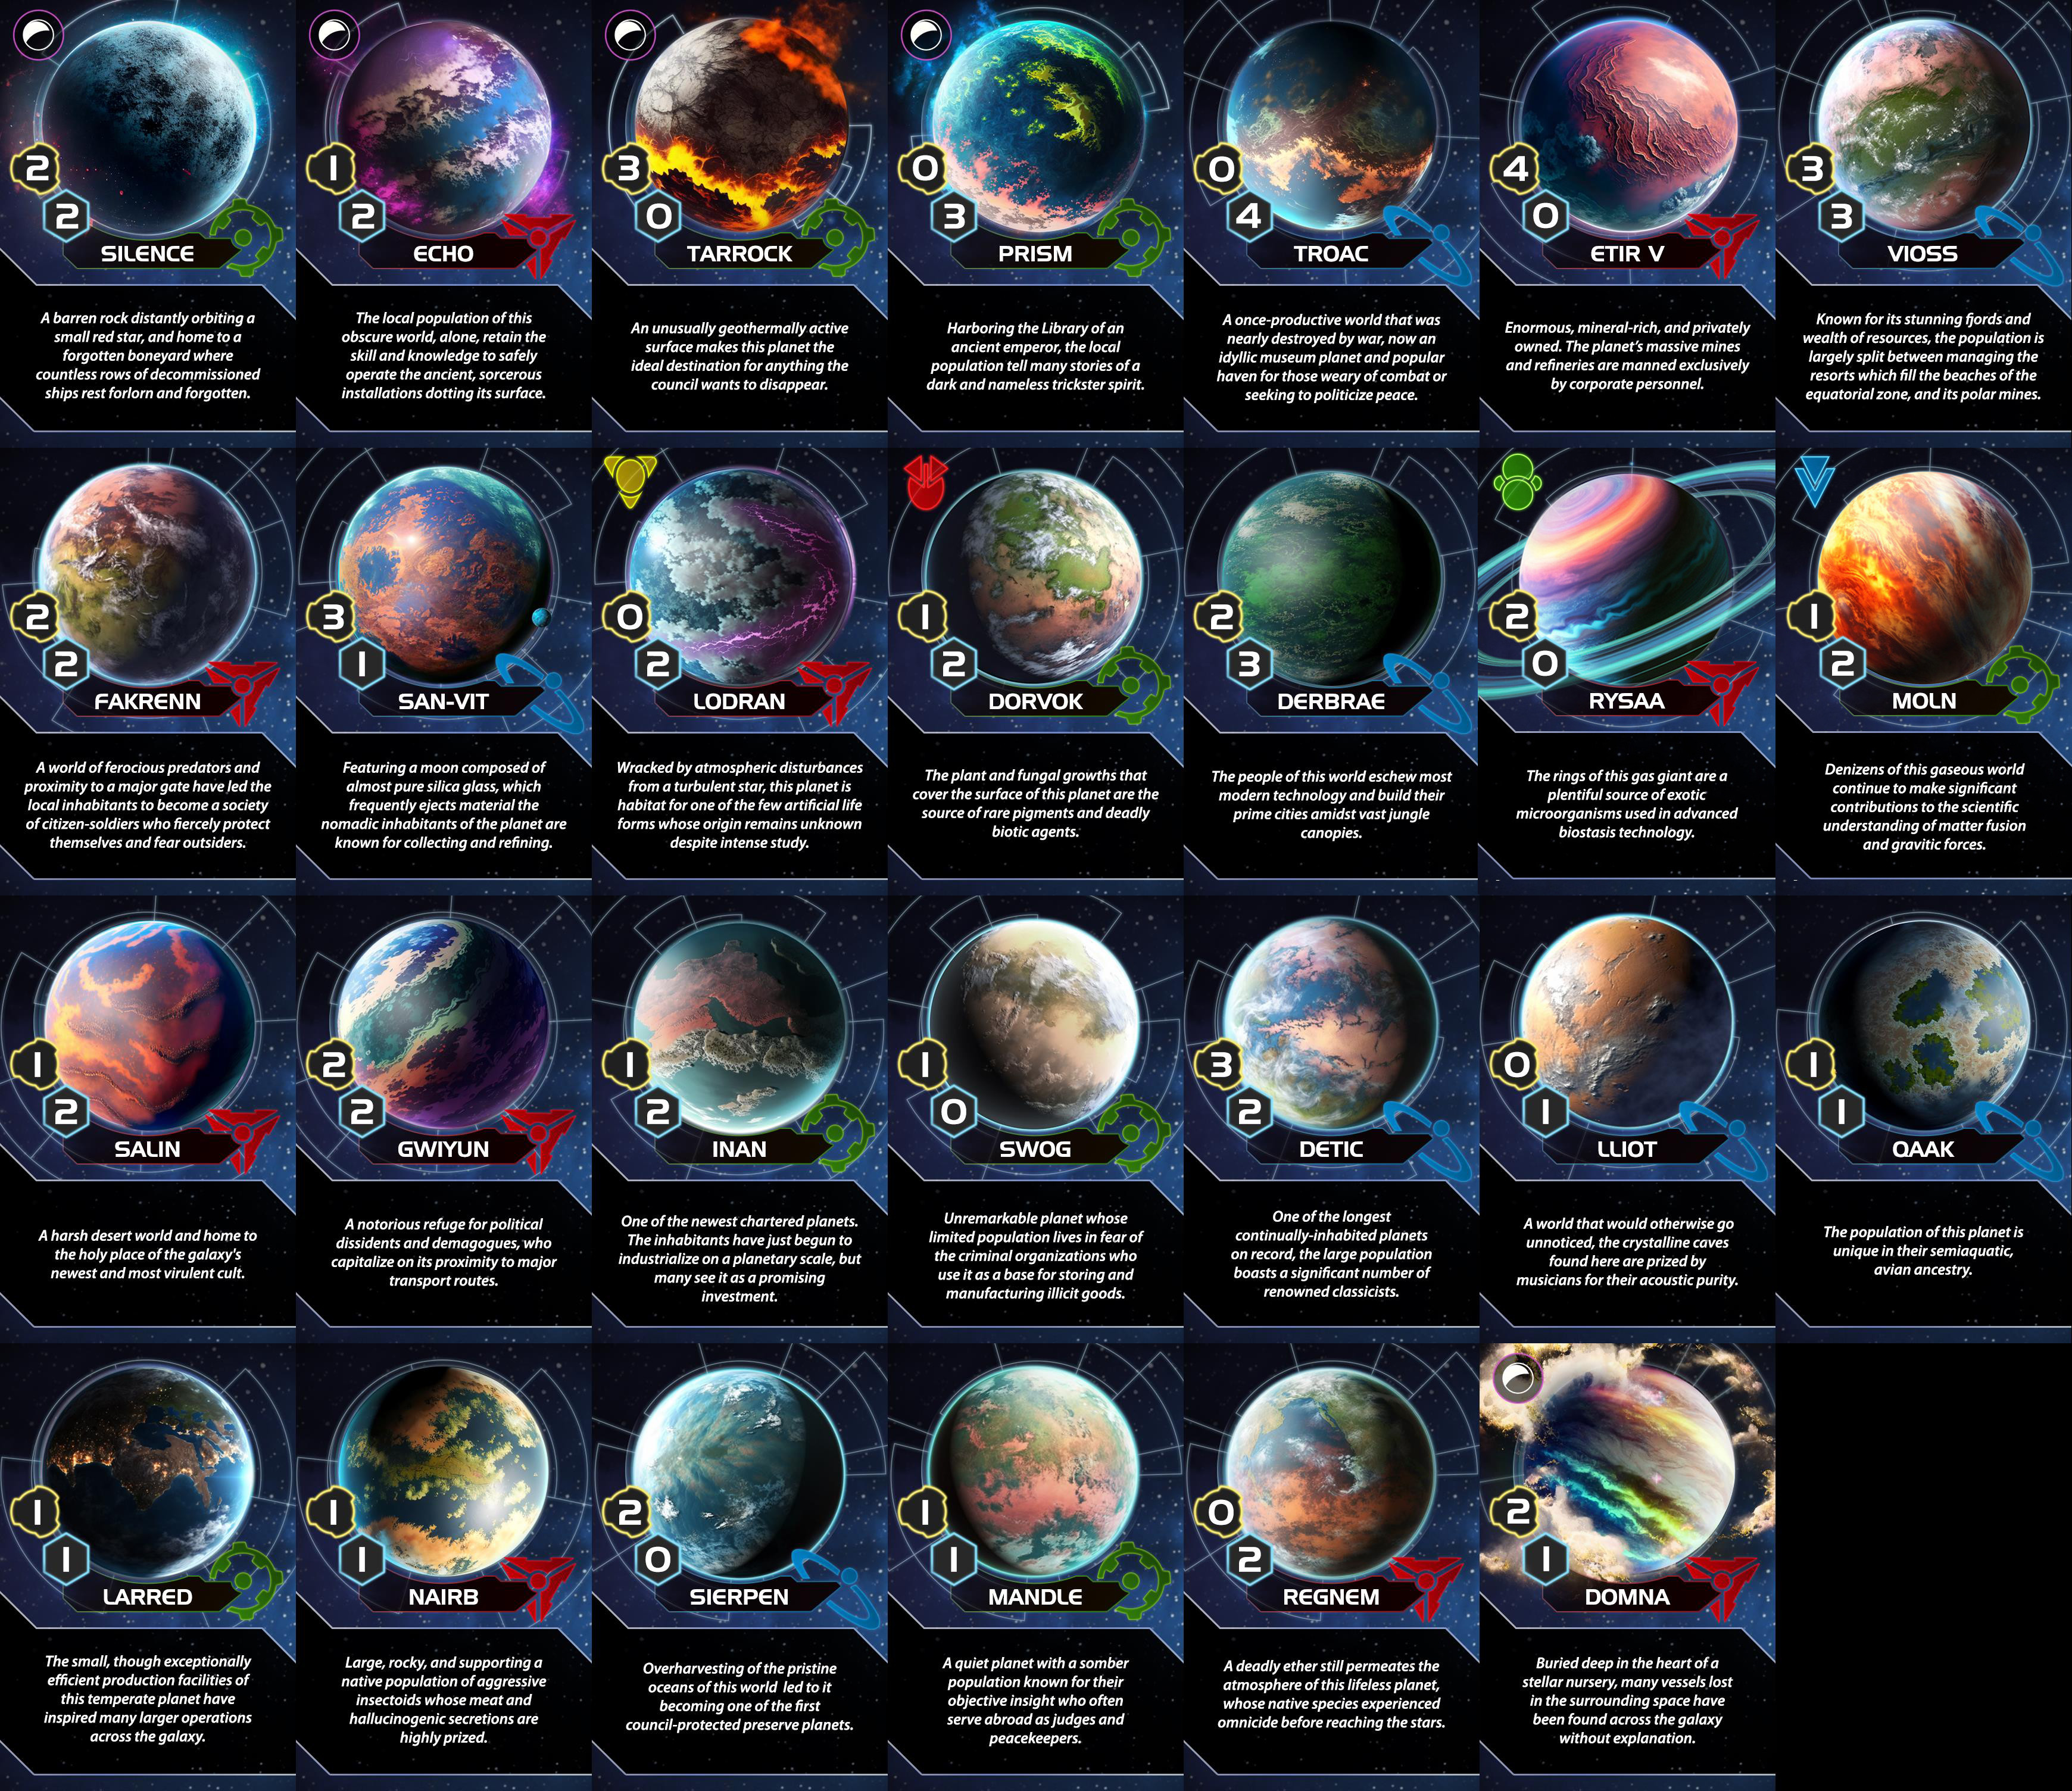 2
2
SILENCE
A barren rock distantly orbiting a
small red star, and home to a
forgotten boneyard where
countless rows of decommissioned
ships rest forlorn and forgotten.
1
2
ECHO
The local population of this
obscure world, alone, retain the
skill and knowledge to safely
operate the ancient, sorcerous
installations dotting its surface.
3
0
TARROCK
An unusually geothermally active
surface makes this planet the
ideal destination for anything the
council wants to disappear.
0
3
PRISM
Harboring the Library of an
ancient emperor, the local
population tell many stories of a
dark and nameless trickster spirit.
0
4
TROAC
A once-productive world that was
nearly destroyed by war, now an
idyllic museum planet and popular
haven for those weary of combat or
seeking to politicize peace.
4
0
ETIR V
Enormous, mineral-rich, and privately
owned. The planet's massive mines
and refineries are manned exclusively
by corporate personnel.
3
3
VIOSS
Known for its stunning fjords and
wealth of resources, the population is
largely split between managing the
resorts which fill the beaches of the
equatorial zone, and its polar mines.
2
2
FAKRENN
A world of ferocious predators and
proximity to a major gate have led the
local inhabitants to become a society
of citizen-soldiers who fiercely protect
themselves and fear outsiders.
3
1
SAN-VIT
Featuring a moon composed of
almost pure silica glass, which
frequently ejects material the
nomadic inhabitants of the planet are
known for collecting and refining.
0
2
LODRAN
Wracked by atmospheric disturbances
from a turbulent star, this planet is
habitat for one of the few artificial life
forms whose origin remains unknown
despite intense study.
1
2
DORVOK
The plant and fungal growths that
cover the surface of this planet are the
source of rare pigments and deadly
biotic agents.
2
3
DERBRAE
The people of this world eschew most
modern technology and build their
prime cities amidst vast jungle
canopies.
2
0
RYSAA
The rings of this gas giant are a
plentiful source of exotic
microorganisms used in advanced
biostasis technology.
1
2
MOLN
Denizens of this gaseous world
continue to make significant
contributions to the scientific
understanding of matter fusion
and gravitic forces.
1
2
SALIN
A harsh desert world and home to
the holy place of the galaxy's
newest and most virulent cult.
2
2
GWIYUN
A notorious refuge for political
dissidents and demagogues, who
capitalize on its proximity to major
transport routes.
1
2
INAN
One of the newest chartered planets.
The inhabitants have just begun to
industrialize on a planetary scale, but
many see it as a promising
investment.
1
0
SWOG
Unremarkable planet whose
limited population lives in fear of
the criminal organizations who
use it as a base for storing and
manufacturing illicit goods.
3
2
DETIC
One of the longest
continually-inhabited planets
on record, the large population
boasts a significant number of
renowned classicists.
0
1
LLIOT
A world that would otherwise go
unnoticed, the crystalline caves
found here are prized by
musicians for their acoustic purity.
1
1
QAAK
The population of this planet is
unique in their semiaquatic,
avian ancestry.
1
1
LARRED
The small, though exceptionally
efficient production facilities of
this temperate planet have
inspired many larger operations
across the galaxy.
1
1
NAIRB
Large, rocky, and supporting a
native population of aggressive
insectoids whose meat and
hallucinogenic secretions are
highly prized.
2
0
SIERPEN
Overharvesting of the pristine
oceans of this world led to it
becoming one of the first
council-protected preserve planets.
1
1
MANDLE
A quiet planet with a somber
population known for their
objective insight who often
serve abroad as judges and
peacekeepers.
0
2
REGNEM
A deadly ether still permeates the
atmosphere of this lifeless planet,
whose native species experienced
omnicide before reaching the stars.
2
1
DOMNA
Buried deep in the heart of a
stellar nursery, many vessels lost
in the surrounding space have
been found across the galaxy
without explanation.